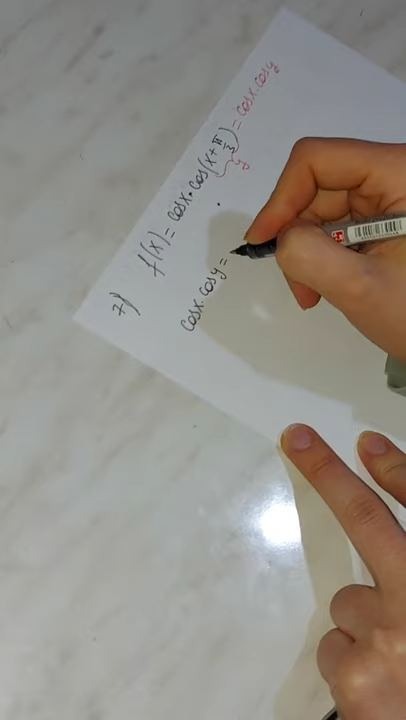 7) f(x) = cosx · cos(x + π/3) = cosx · cosy
y
cosx · cosy =